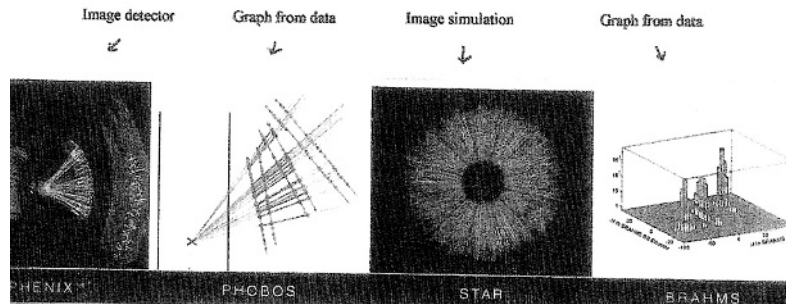 Image detector Graph from data Image simulation Graph from data
PHENIX PHOBOS STAR BRAHMS